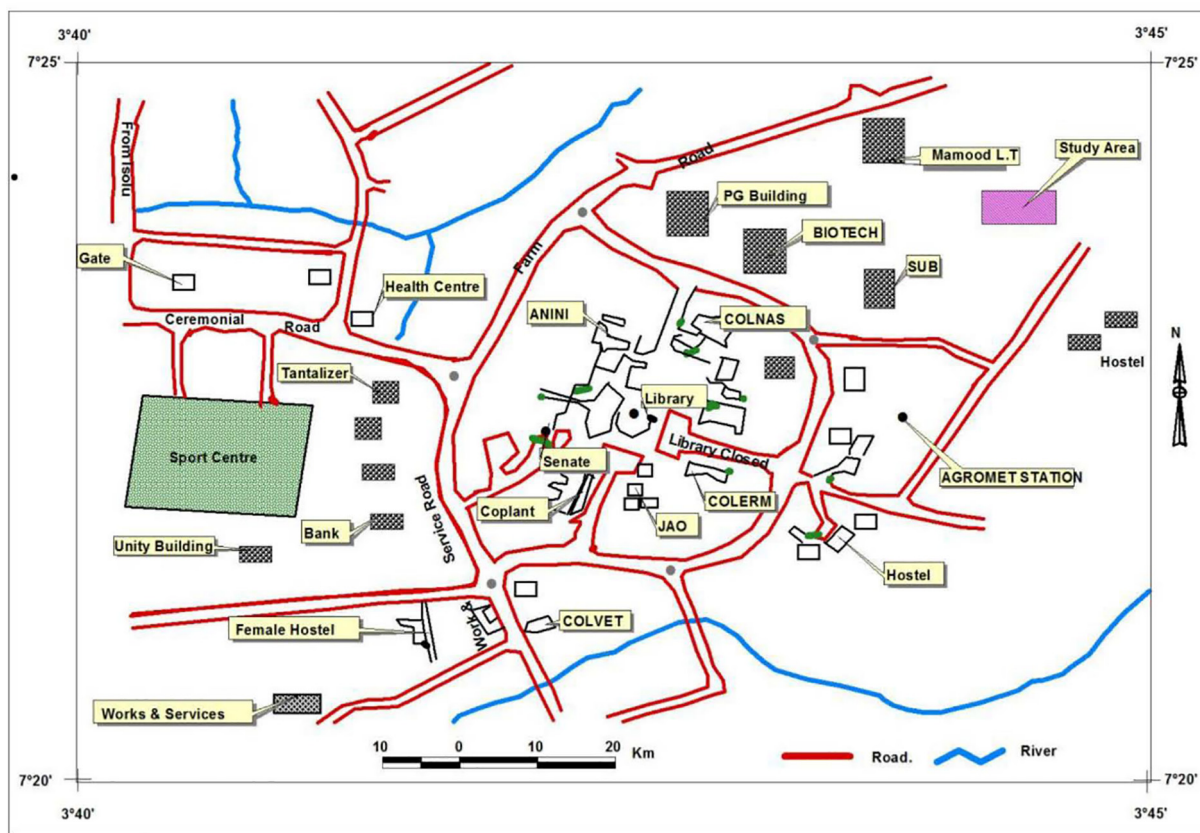 3°40'
3°45'
7°25'
7°25'
From Isolu
Road
Mamood L.T
Study Area
PG Building
BIOTECH
Gate
Farm
SUB
Health Centre
ANINI
COLNAS
Ceremonial
Road
N
Hostel
Tantalizer
Library
Sport Centre
Senate
Library Closed
AGROMET STATION
Coplant
COLERM
JAO
Bank
Service Road
Unity Building
Hostel
Work &
Female Hostel
COLVET
Works & Services
10
0
10
20
Km
Road.
River
7°20'
7°20'
3°40'
3°45'